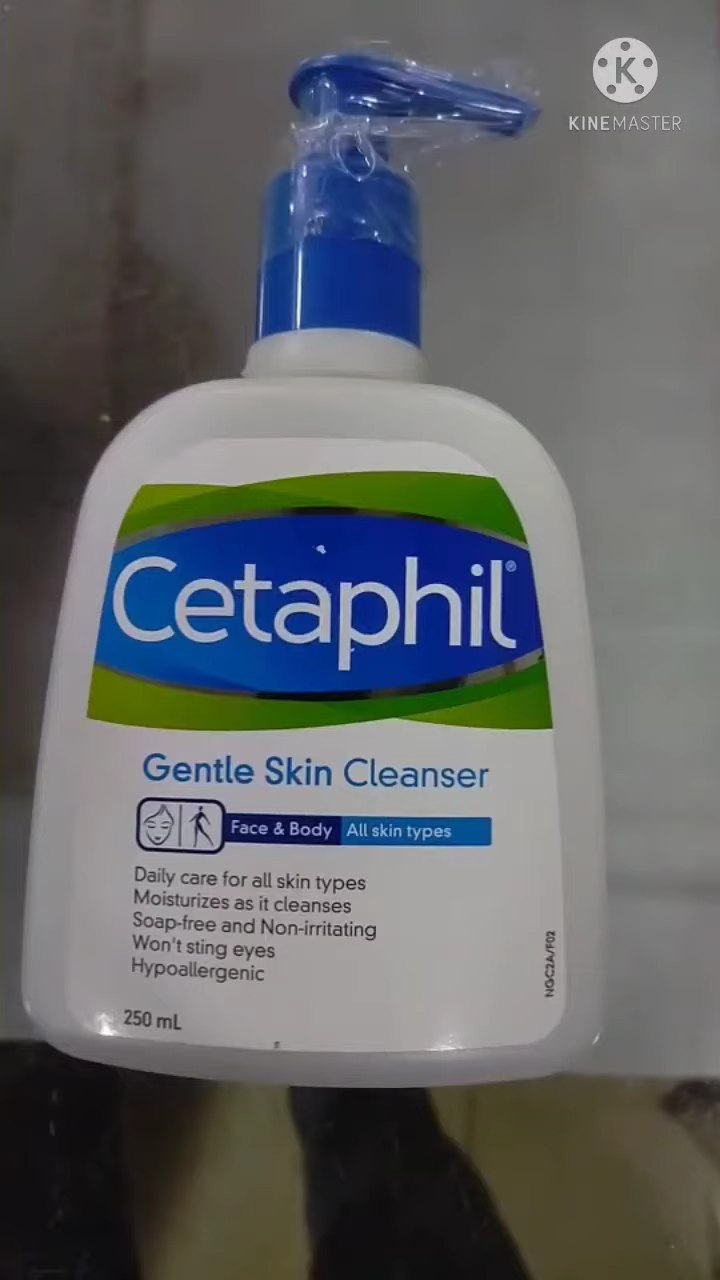 K
KINEMASTER
Cetaphil®
Gentle Skin Cleanser
Face & Body All skin types
Daily care for all skin types
Moisturizes as it cleanses
Soap-free and Non-irritating
Won't sting eyes
Hypoallergenic
NGC2A/F02
250 mL